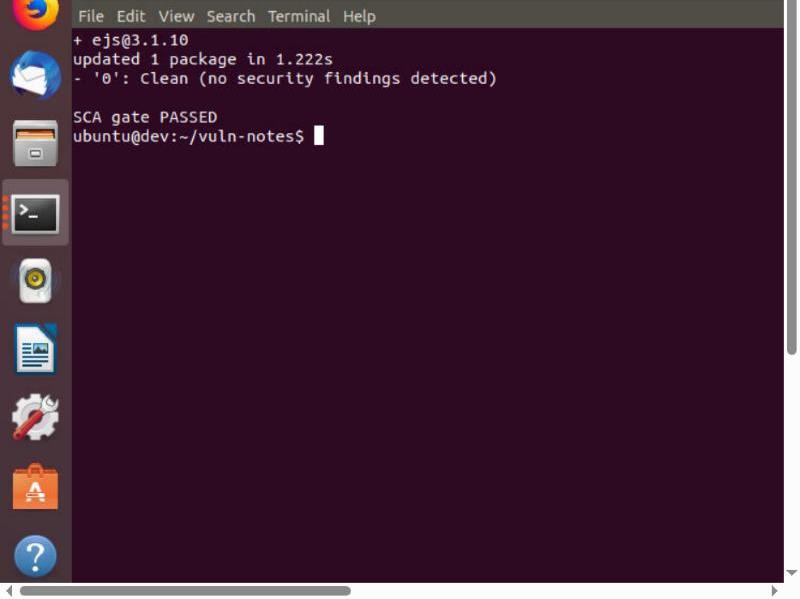 File Edit View Search Terminal Help
+ ejs@3.1.10
updated 1 package in 1.222s
- '0': Clean (no security findings detected)
SCA gate PASSED
ubuntu@dev:~/vuln-notes$